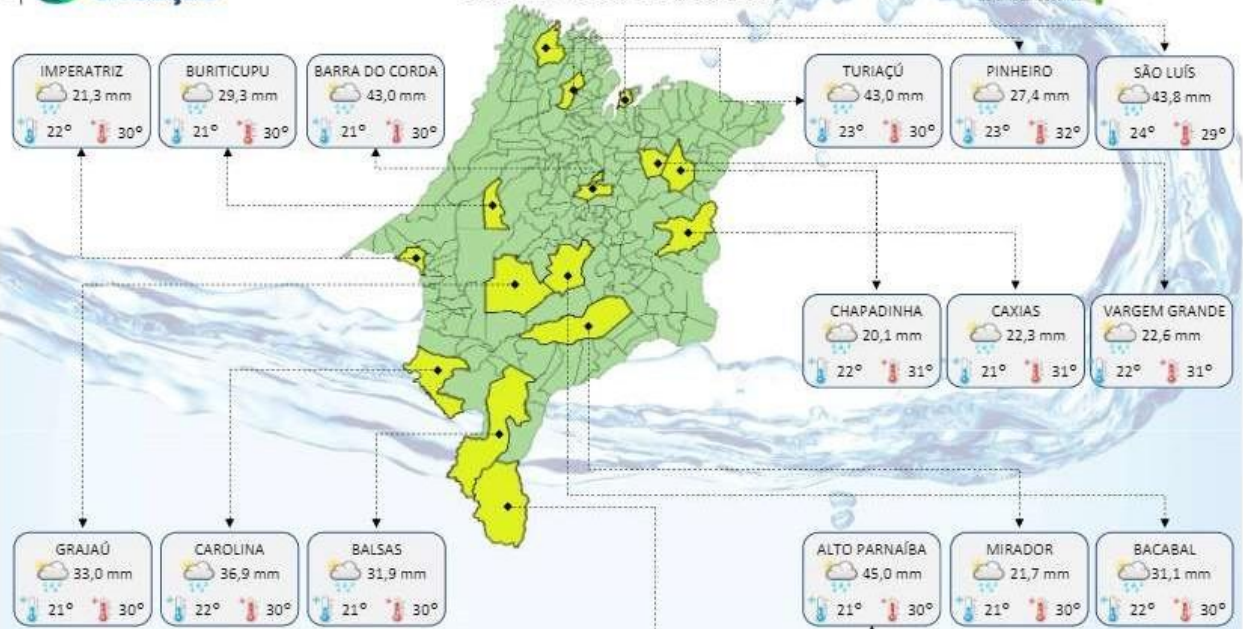 IMPERATRIZ
21,3 mm
22° 30°
BURITICUPU
29,3 mm
21° 30°
BARRA DO CORDA
43,0 mm
21° 30°
TURIAÇÚ
43,0 mm
23° 30°
PINHEIRO
27,4 mm
23° 32°
SÃO LUÍS
43,8 mm
24° 29°
CHAPADINHA
20,1 mm
22° 31°
CAXIAS
22,3 mm
21° 31°
VARGEM GRANDE
22,6 mm
22° 31°
GRAJAÚ
33,0 mm
21° 30°
CAROLINA
36,9 mm
22° 30°
BALSAS
31,9 mm
21° 30°
ALTO PARNAÍBA
45,0 mm
21° 30°
MIRADOR
21,7 mm
21° 30°
BACABAL
31,1 mm
22° 30°